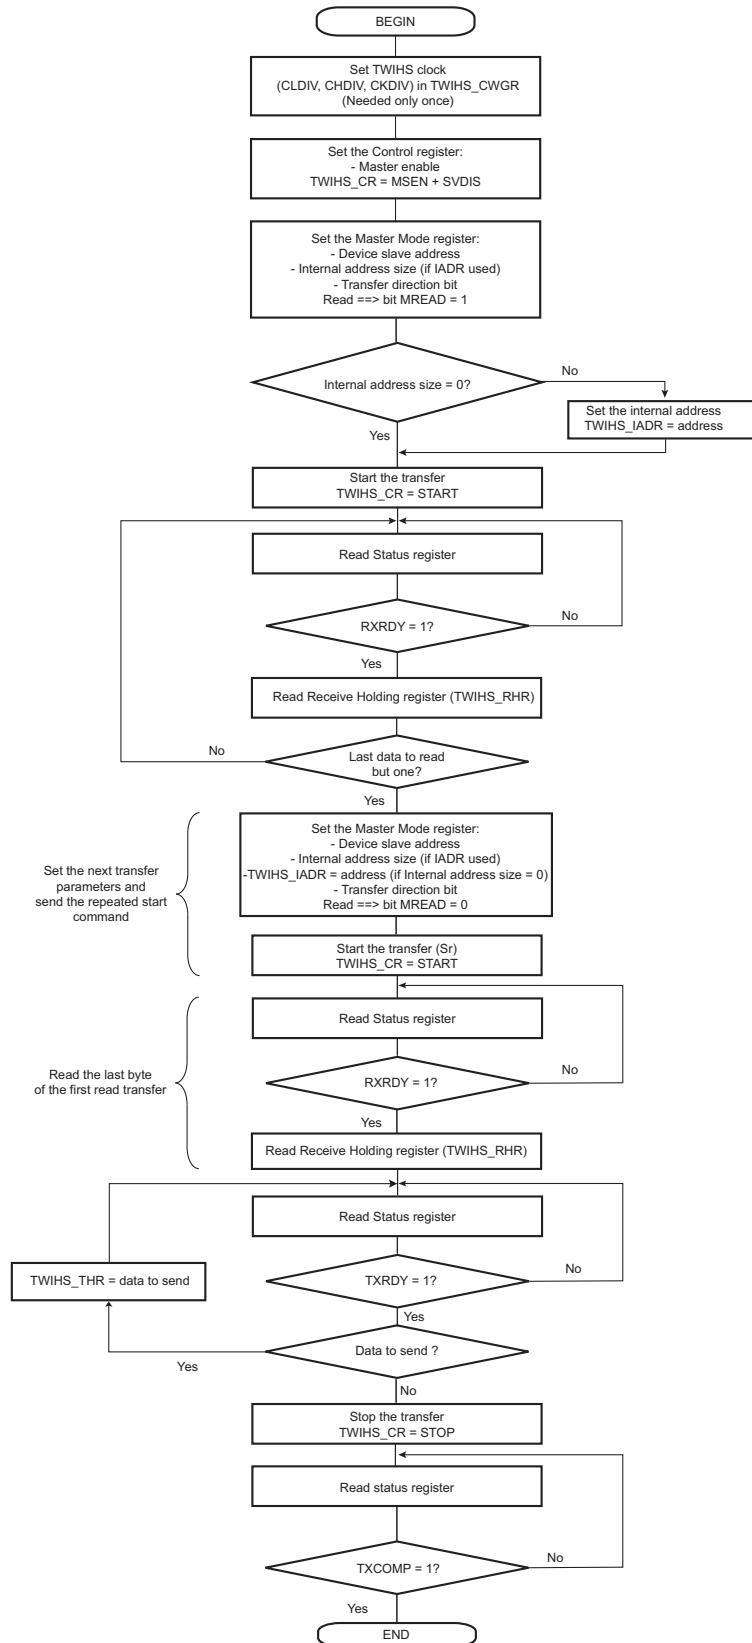 BEGIN
Set TWIHS clock
(CLDIV, CHDIV, CKDIV) in TWIHS_CWGR
(Needed only once)
Set the Control register:
- Master enable
TWIHS_CR = MSEN + SVDIS
Set the Master Mode register:
- Device slave address
- Internal address size (if IADR used)
- Transfer direction bit
Read ==> bit MREAD = 1
Internal address size = 0?
No
Set the internal address
TWIHS_IADR = address
Yes
Start the transfer
TWIHS_CR = START
Read Status register
RXRDY = 1?
No
Yes
Read Receive Holding register (TWIHS_RHR)
No
Last data to read
but one?
Yes
Set the next transfer
parameters and
send the repeated start
command
Set the Master Mode register:
- Device slave address
- Internal address size (if IADR used)
-TWIHS_IADR = address (if Internal address size = 0)
- Transfer direction bit
Read ==> bit MREAD = 0
Start the transfer (Sr)
TWIHS_CR = START
Read the last byte
of the first read transfer
Read Status register
RXRDY = 1?
No
Yes
Read Receive Holding register (TWIHS_RHR)
Read Status register
TWIHS_THR = data to send
TXRDY = 1?
No
Yes
Data to send ?
Yes
No
Stop the transfer
TWIHS_CR = STOP
Read status register
TXCOMP = 1?
No
Yes
END